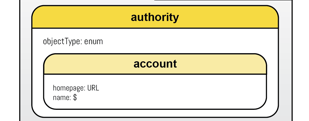 authority
objectType: enum
account
homepage: URL
name: $